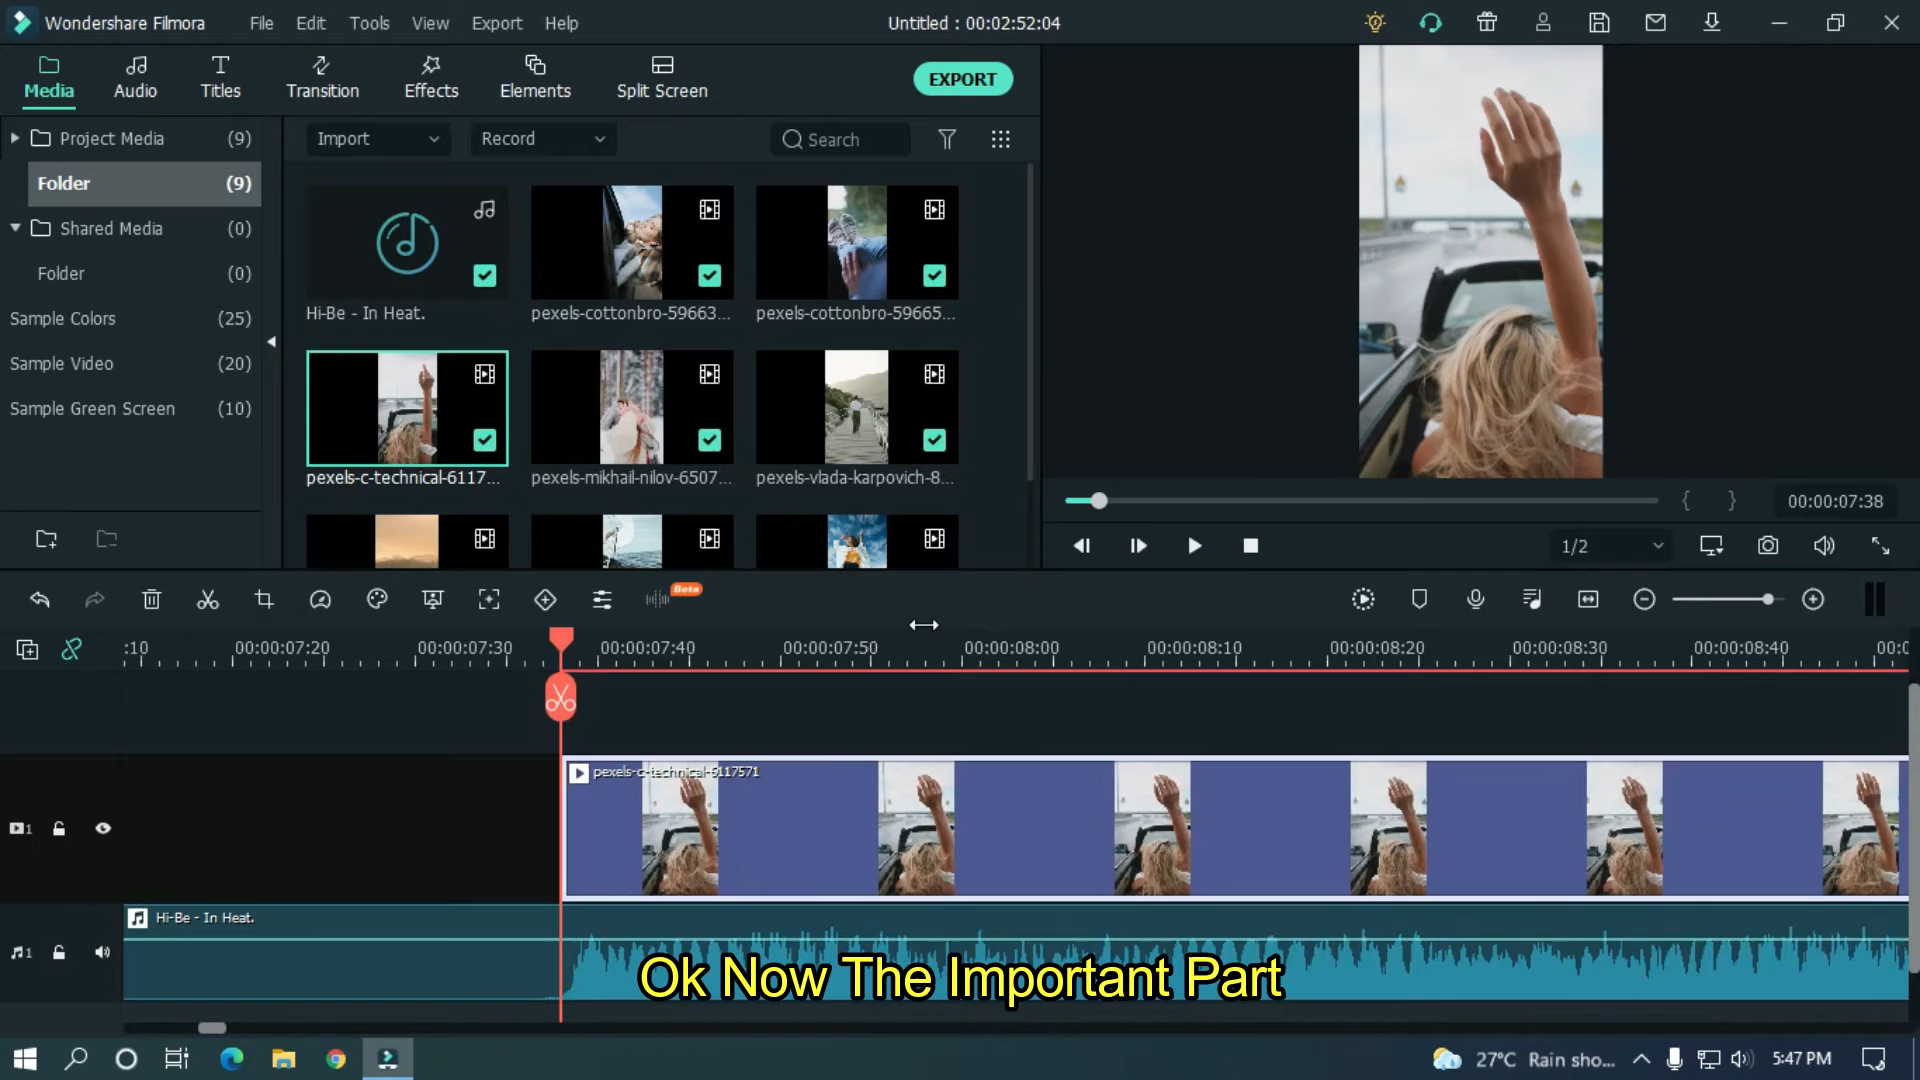 Wondershare Filmora
File
Edit
Tools
View
Export
Help
Untitled : 00:02:52:04
Media
Audio
Titles
Transition
Effects
Elements
Split Screen
EXPORT
Project Media (9)
Folder (9)
Shared Media (0)
Folder (0)
Sample Colors (25)
Sample Video (20)
Sample Green Screen (10)
Import
Record
Search
Hi-Be - In Heat.
pexels-cottonbro-59663...
pexels-cottonbro-59665...
pexels-c-technical-6117...
pexels-mikhail-nilov-6507...
pexels-vlada-karpovich-8...
{ }
00:00:07:38
1/2
Beta
:10
00:00:07:20
00:00:07:30
00:00:07:40
00:00:07:50
00:00:08:00
00:00:08:10
00:00:08:20
00:00:08:30
00:00:08:40
00:0
pexels-c-technical-6117571
1
Hi-Be - In Heat.
1
Ok Now The Important Part
27°C Rain sho...
5:47 PM